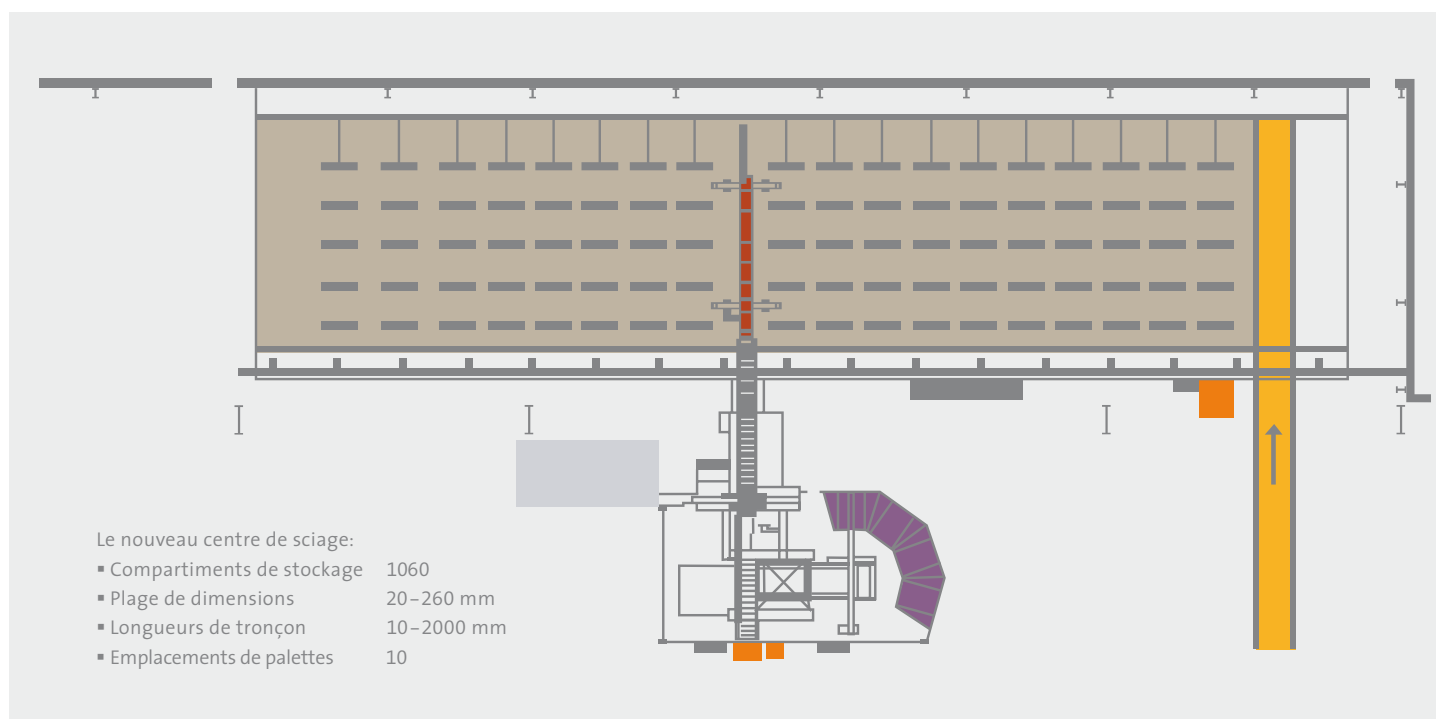 Le nouveau centre de sciage:
▪ Compartiments de stockage 1060
▪ Plage de dimensions 20–260 mm
▪ Longueurs de tronçon 10–2000 mm
▪ Emplacements de palettes 10